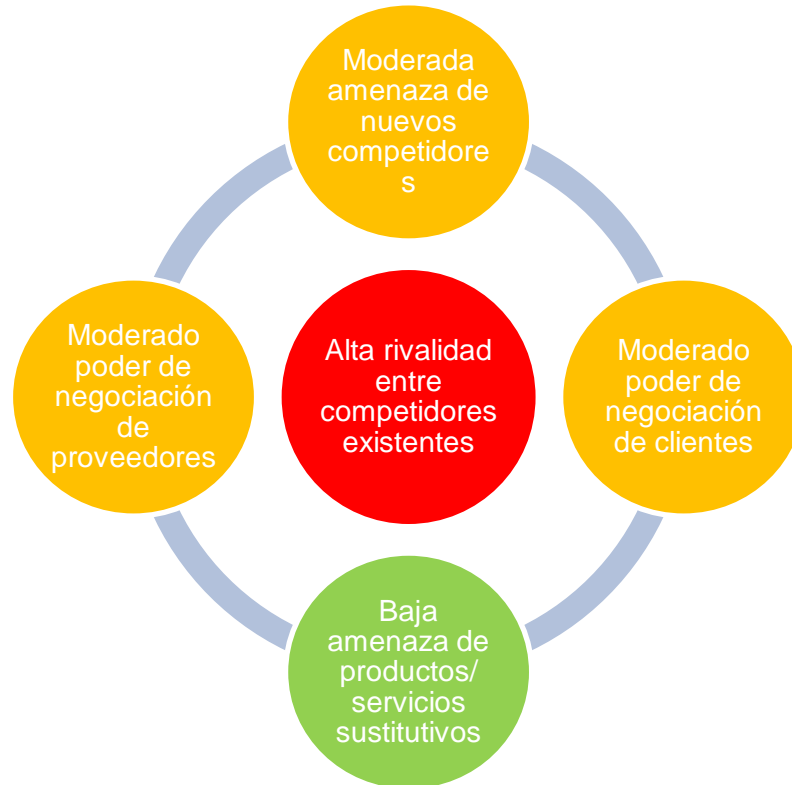 Moderada
amenaza de
nuevos
competidore
s
Moderado
poder de
negociación
de
proveedores
Alta rivalidad
entre
competidores
existentes
Moderado
poder de
negociación
de clientes
Baja
amenaza de
productos/
servicios
sustitutivos